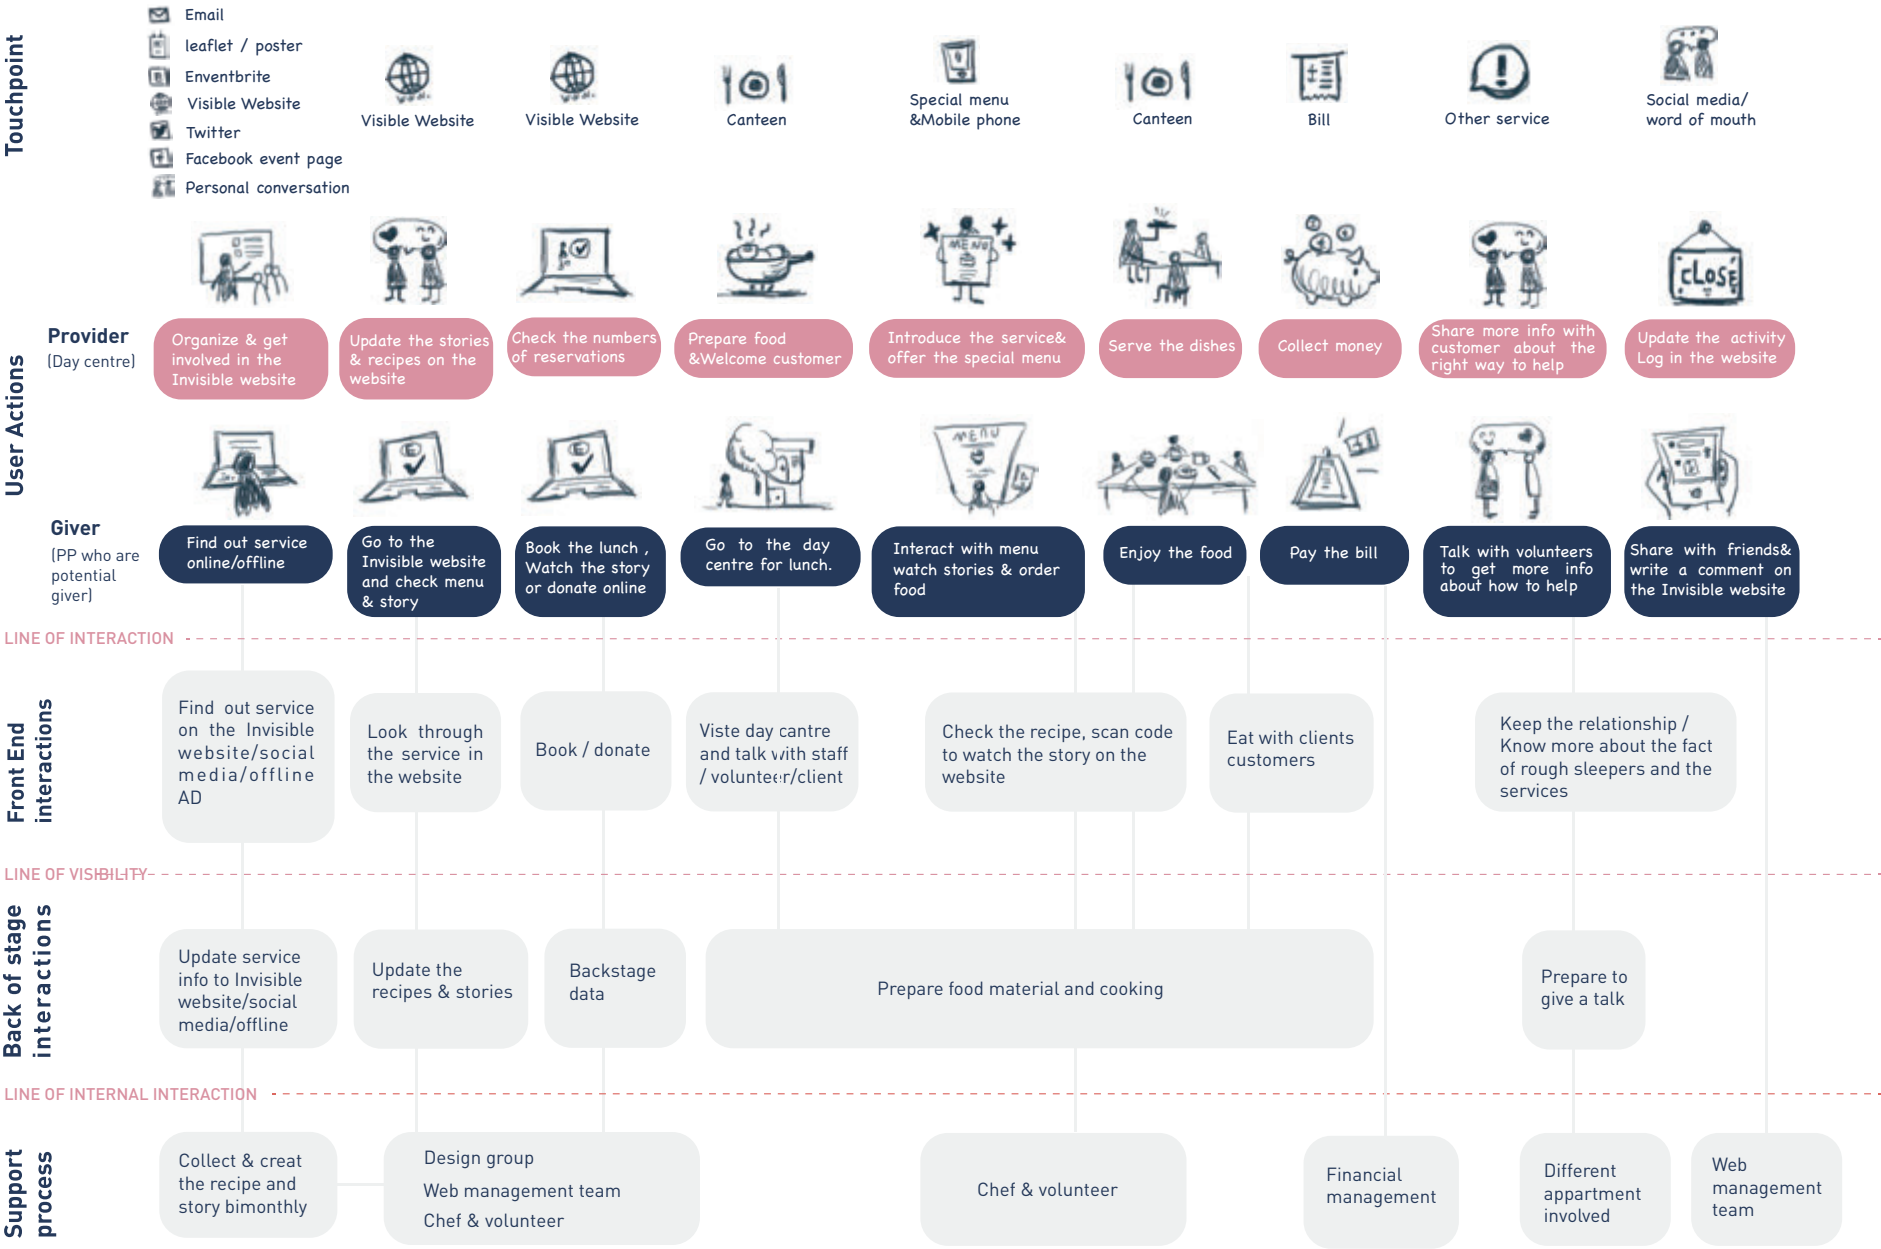 Touchpoint
Email
leaflet / poster
Enventbrite
Visible Website
Twitter
Facebook event page
Personal conversation
Visible Website
Visible Website
Canteen
Special menu
&Mobile phone
Canteen
Bill
Other service
Social media/
word of mouth
User Actions
Provider
(Day centre)
MENU
CLOSE
Organize & get
involved in the
Invisible website
Update the stories
& recipes on the
website
Check the numbers
of reservations
Prepare food
&Welcome customer
Introduce the service&
offer the special menu
Serve the dishes
Collect money
Share more info with
customer about the
right way to help
Update the activity
Log in the website
Giver
(PP who are
potential
giver)
MENU
Find out service
online/offline
Go to the
Invisible website
and check menu
& story
Book the lunch ,
Watch the story
or donate online
Go to the day
centre for lunch.
Interact with menu
watch stories & order
food
Enjoy the food
Pay the bill
Talk with volunteers
to get more info
about how to help
Share with friends&
write a comment on
the Invisible website
LINE OF INTERACTION
Front End
interactions
Find out service
on the Invisible
website/social
media/offline
AD
Look through
the service in
the website
Book / donate
Viste day cantre
and talk with staff
/ volunteer/client
Check the recipe, scan code
to watch the story on the
website
Eat with clients
customers
Keep the relationship /
Know more about the fact
of rough sleepers and the
services
LINE OF VISIBILITY
Back of stage
interactions
Update service
info to Invisible
website/social
media/offline
Update the
recipes & stories
Backstage
data
Prepare food material and cooking
Prepare to
give a talk
LINE OF INTERNAL INTERACTION
Support
process
Collect & creat
the recipe and
story bimonthly
Design group
Web management team
Chef & volunteer
Chef & volunteer
Financial
management
Different
appartment
involved
Web
management
team